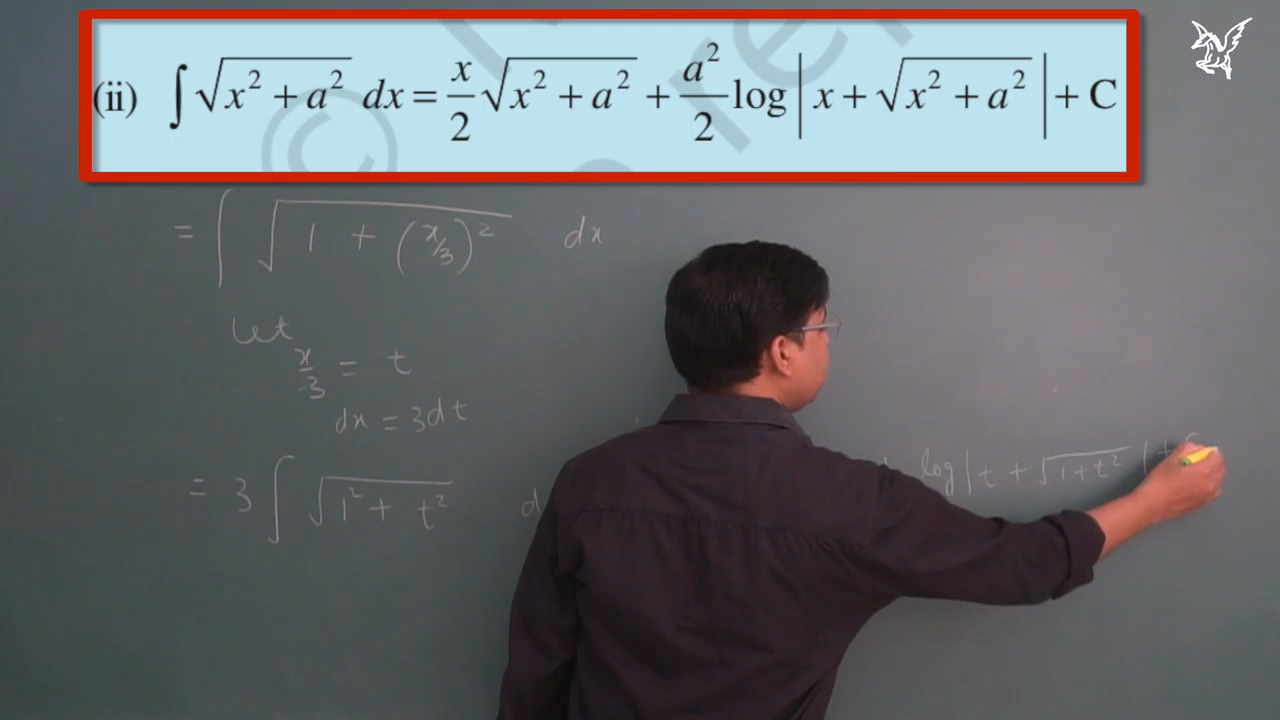 (ii) ∫ √(x² + a²) dx = x/2 √(x² + a²) + a²/2 log | x + √(x² + a²) | + C
= ∫ √(1 + (x/3)²) dx
let
x/3 = t
dx = 3dt
= 3 ∫ √(1² + t²) d
log | t + √(1 + t²) | +